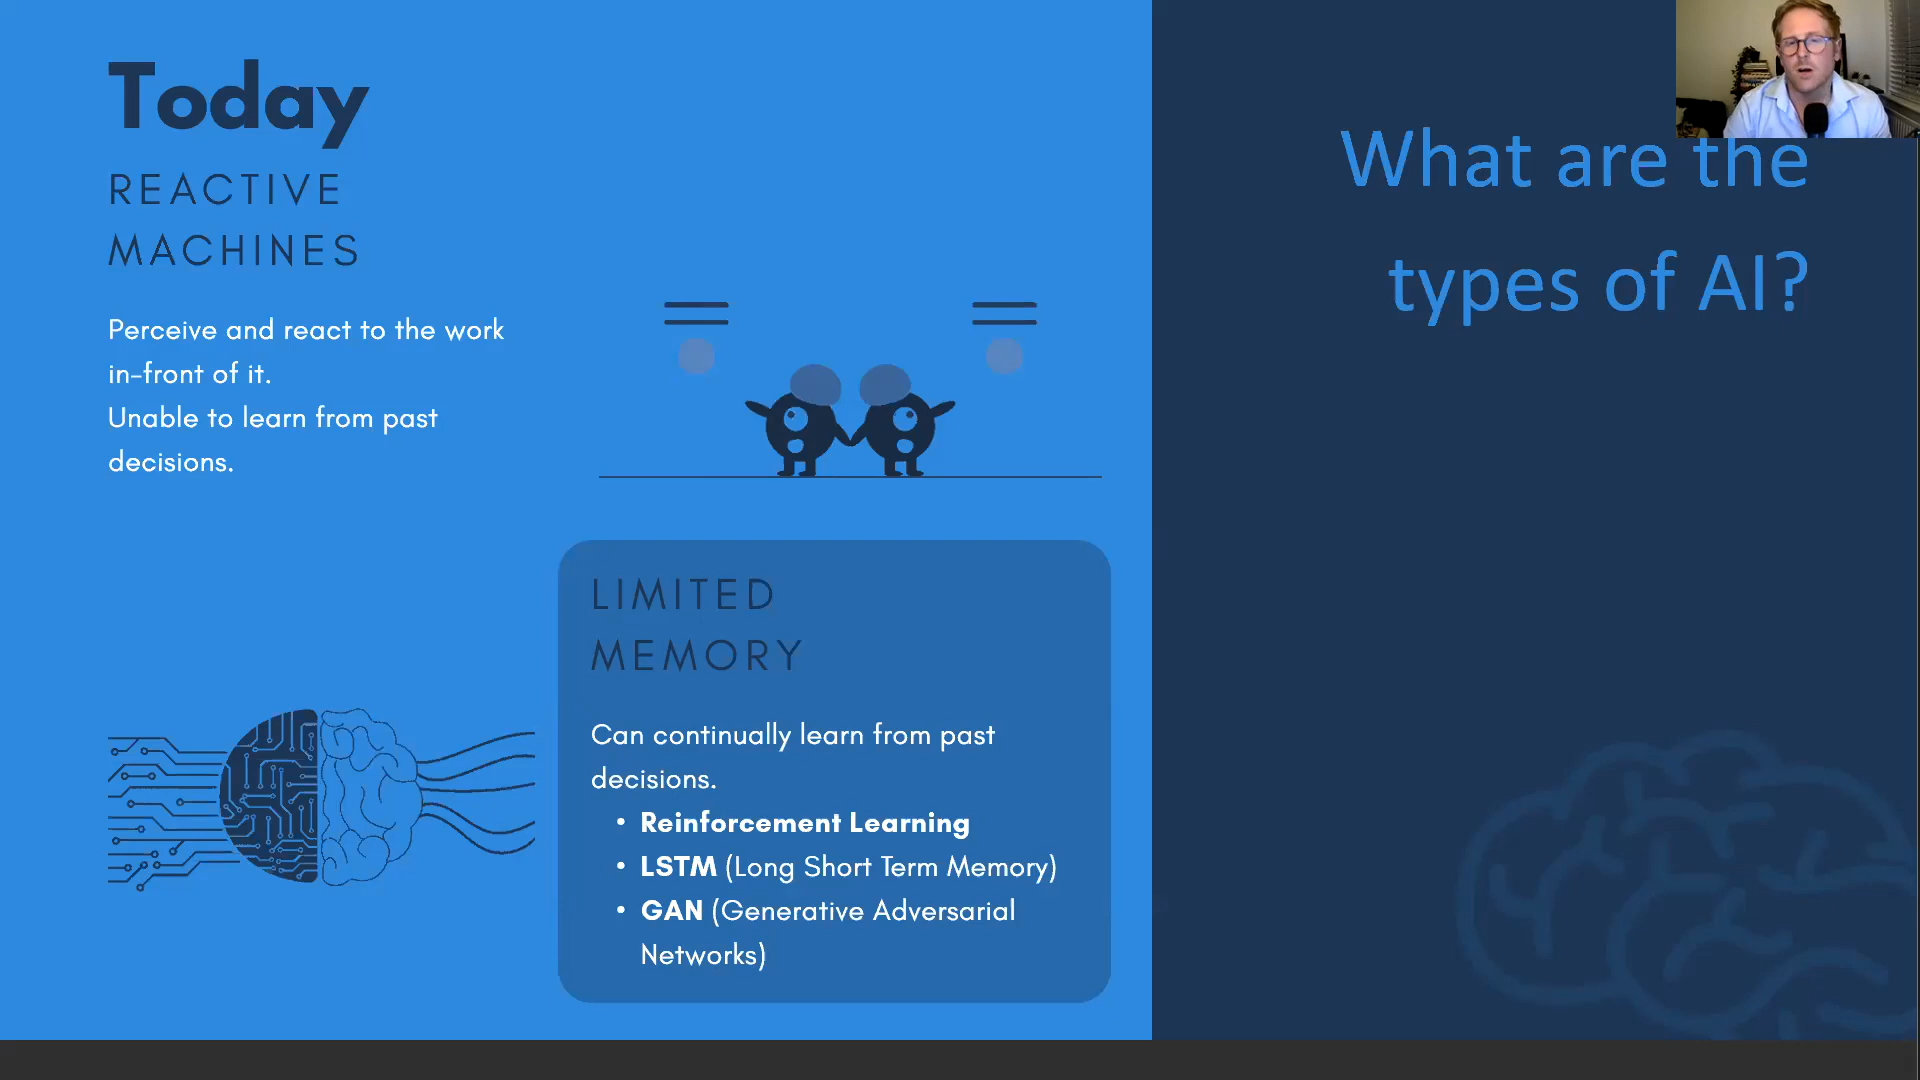 Today
REACTIVE
MACHINES
Perceive and react to the work
in-front of it.
Unable to learn from past
decisions.
LIMITED
MEMORY
Can continually learn from past
decisions.
• Reinforcement Learning
• LSTM (Long Short Term Memory)
• GAN (Generative Adversarial
Networks)
What are the
types of AI?